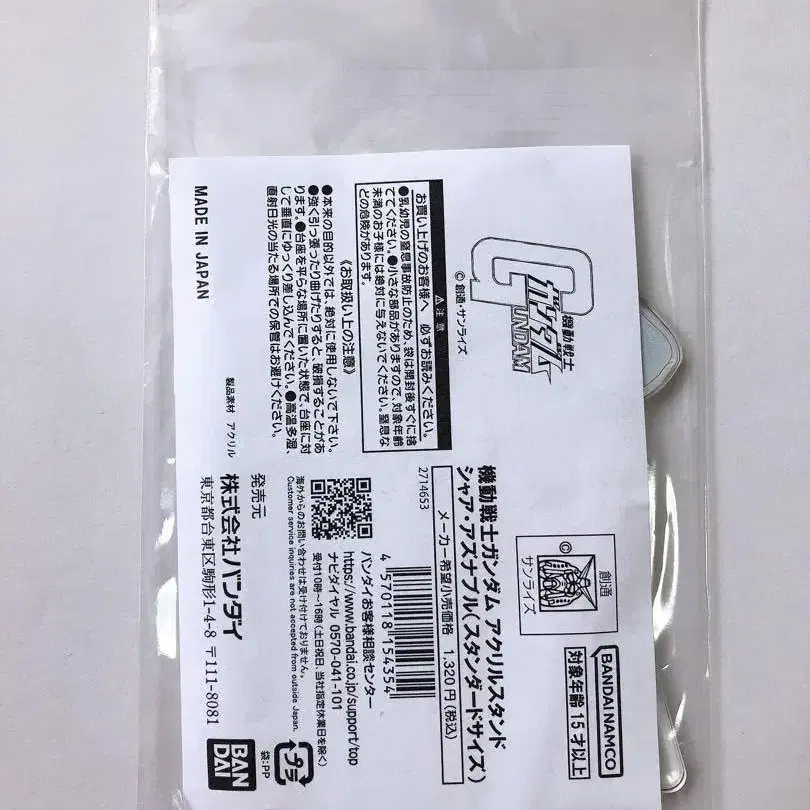 機動戦士
ガンダム
GUNDAM
©創通・サンライズ
お買い上げのお客様へ 必ずお読みください。
⚠注意
●乳幼児の窒息事故防止のため、袋は開封後すぐに捨
ててください。●小さな部品がありますので、対象年齢
未満のお子様には絶対に与えないでください。窒息な
どの危険があります。
《お取扱い上の注意》
●本来の目的以外では、絶対に使用しないで下さい。
●強く引っ張ったり曲げたりすると、破損することがあ
ります。●台座を平らな場所に置いた状態で、台座に対
して垂直にゆっくり差し込んでください。●高温多湿、
直射日光の当たる場所での保管はお避けください。
製品素材 アクリル
MADE IN JAPAN
BANDAI NAMCO
対象年齢 15才以上
創通
©
サンライズ
機動戦士ガンダム アクリルスタンド
シャア・アズナブル(スタンダードサイズ)
メーカー希望小売価格 1,320円(税込)
2714653
4 570118 154354
バンダイお客様相談センター
https://www.bandai.co.jp/support/top
ナビダイヤル 0570-041-101
受付10時〜16時(土日祝日、当社指定休業日を除く)
海外からのお問い合わせは受け付けておりません。
Customer service inquiries are not accepted from outside Japan.
プラ
袋:PP
発売元
株式会社バンダイ
東京都台東区駒形1-4-8 〒111-8081
BAN
DAI